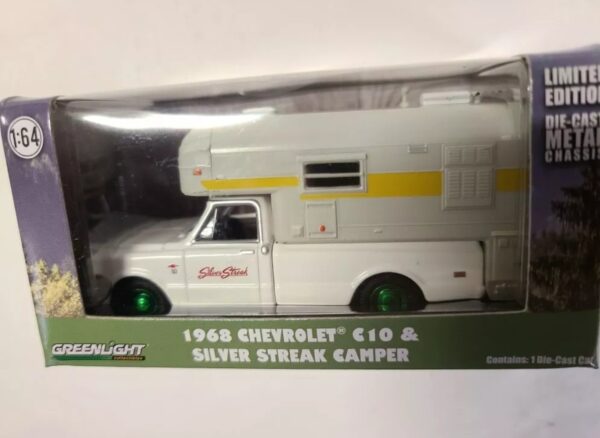 LIMITED
EDITION
DIE-CAST
METAL
CHASSIS
1:64
10
Silver Streak
1968 CHEVROLET® C10 &
SILVER STREAK CAMPER
GREENLIGHT
Contains: 1 Die-Cast Car